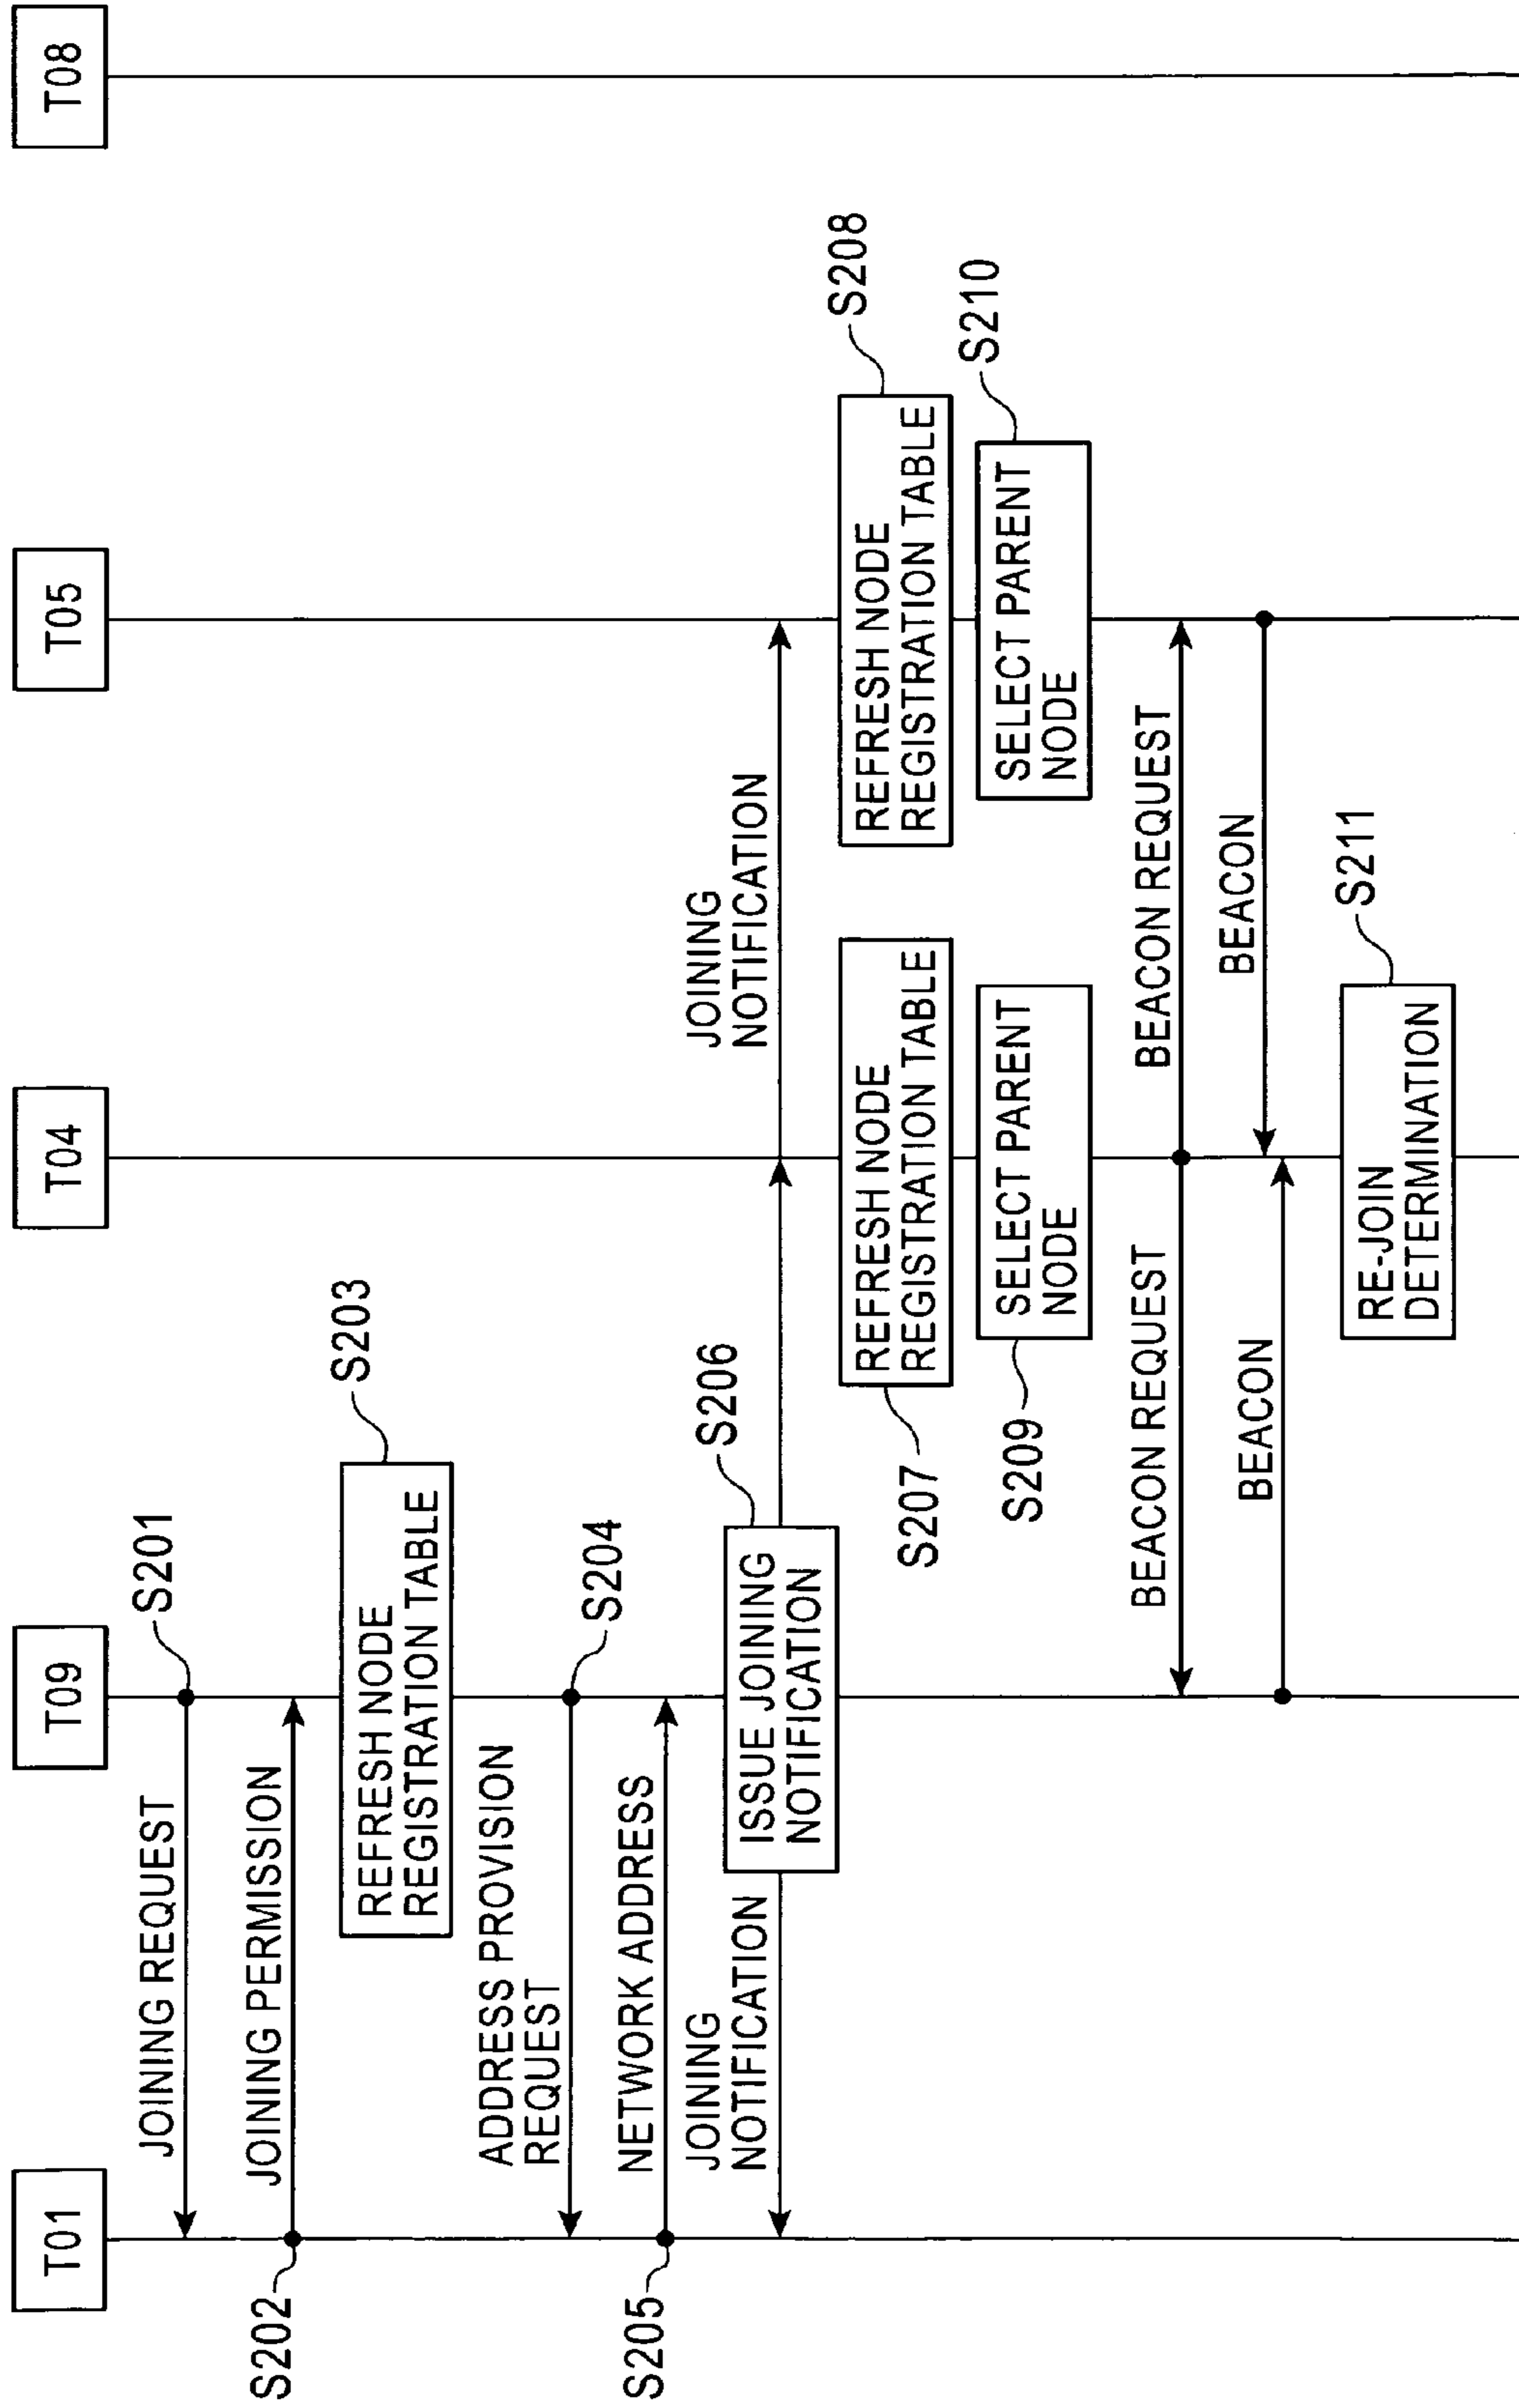 T01
T09
T04
T05
T08
JOINING REQUEST
S201
JOINING PERMISSION
S202
REFRESH NODE
REGISTRATION TABLE
S203
ADDRESS PROVISION
REQUEST
S204
NETWORK ADDRESS
S205
JOINING
NOTIFICATION
ISSUE JOINING
NOTIFICATION
S206
JOINING
NOTIFICATION
S207
REFRESH NODE
REGISTRATION TABLE
REFRESH NODE
REGISTRATION TABLE
S208
S209
SELECT PARENT
NODE
SELECT PARENT
NODE
S210
BEACON REQUEST
BEACON REQUEST
BEACON
BEACON
RE-JOIN
DETERMINATION
S211